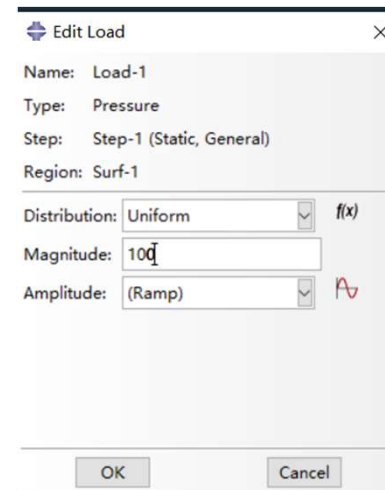 Edit Load
Name: Load-1
Type: Pressure
Step: Step-1 (Static, General)
Region: Surf-1
Distribution: Uniform f(x)
Magnitude: 100
Amplitude: (Ramp)
OK Cancel